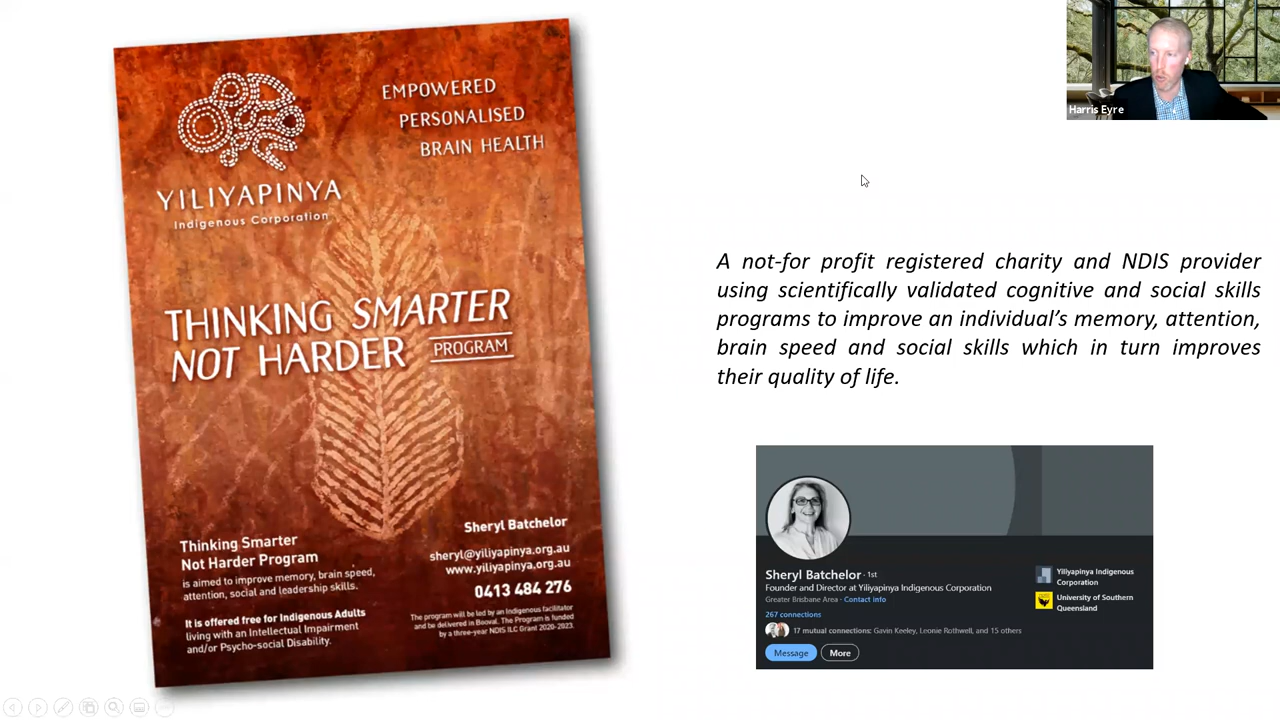 EMPOWERED
PERSONALISED
BRAIN HEALTH
YILIYAPINYA
Indigenous Corporation
THINKING SMARTER
NOT HARDER PROGRAM
Thinking Smarter
Not Harder Program
is aimed to improve memory, brain speed,
attention, social and leadership skills.
It is offered free for Indigenous Adults
living with an Intellectual Impairment
and/or Psycho-social Disability.
Sheryl Batchelor
sheryl@yiliyapinya.org.au
www.yiliyapinya.org.au
0413 484 276
The program will be led by an Indigenous facilitator
and be delivered in Booval. The Program is funded
by a three-year NDIS ILC Grant 2020-2023.
Harris Eyre
A not-for profit registered charity and NDIS provider
using scientifically validated cognitive and social skills
programs to improve an individual's memory, attention,
brain speed and social skills which in turn improves
their quality of life.
Sheryl Batchelor · 1st
Founder and Director at Yiliyapinya Indigenous Corporation
Greater Brisbane Area · Contact info
267 connections
17 mutual connections: Gavin Keeley, Leonie Rothwell, and 15 others
Message
More
Yiliyapinya Indigenous
Corporation
University of Southern
Queensland